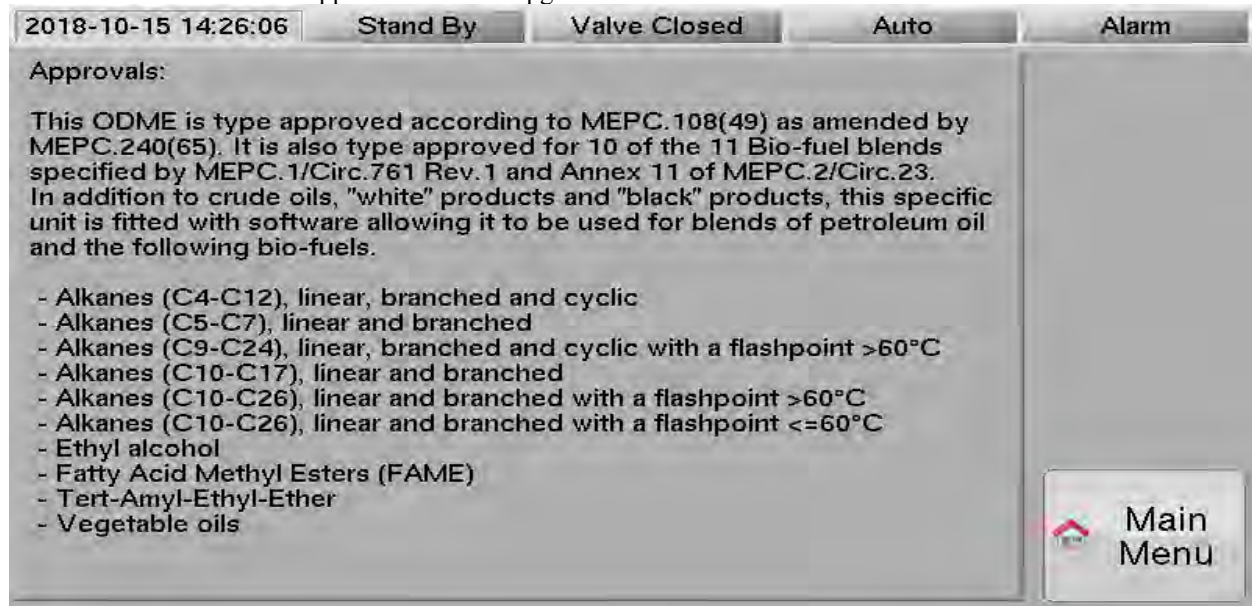 2018-10-15 14:26:06 Stand By Valve Closed Auto Alarm
Approvals:
This ODME is type approved according to MEPC.108(49) as amended by
MEPC.240(65). It is also type approved for 10 of the 11 Bio-fuel blends
specified by MEPC.1/Circ.761 Rev.1 and Annex 11 of MEPC.2/Circ.23.
In addition to crude oils, "white" products and "black" products, this specific
unit is fitted with software allowing it to be used for blends of petroleum oil
and the following bio-fuels.
- Alkanes (C4-C12), linear, branched and cyclic
- Alkanes (C5-C7), linear and branched
- Alkanes (C9-C24), linear, branched and cyclic with a flashpoint >60°C
- Alkanes (C10-C17), linear and branched
- Alkanes (C10-C26), linear and branched with a flashpoint >60°C
- Alkanes (C10-C26), linear and branched with a flashpoint <=60°C
- Ethyl alcohol
- Fatty Acid Methyl Esters (FAME)
- Tert-Amyl-Ethyl-Ether
- Vegetable oils
Main
Menu